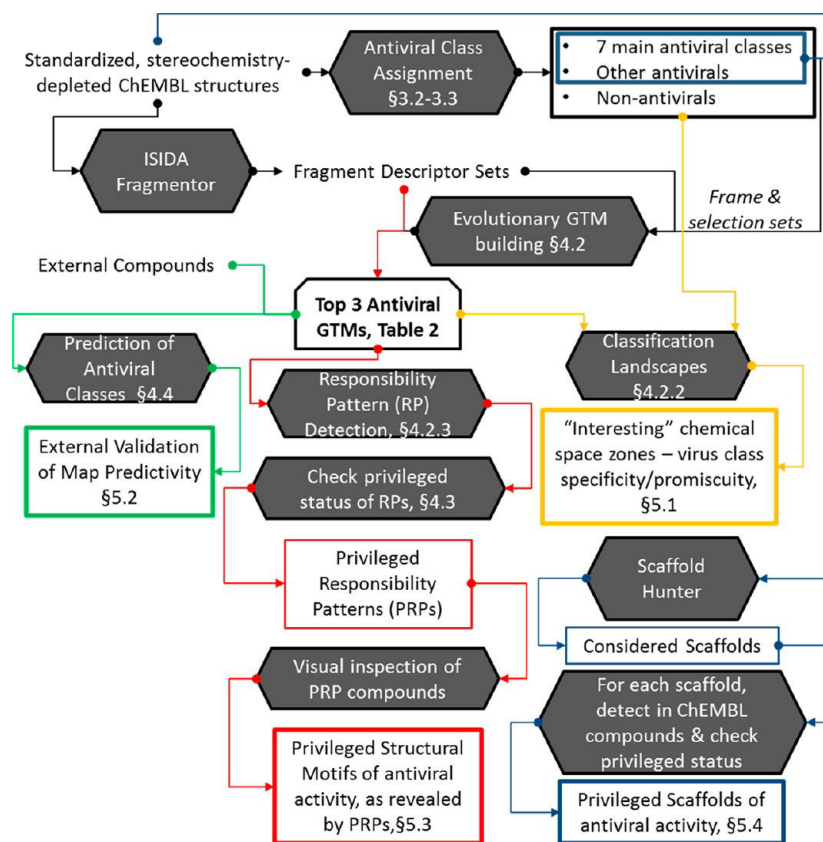 Standardized, stereochemistry-
depleted ChEMBL structures
Antiviral Class
Assignment
§3.2-3.3
• 7 main antiviral classes
• Other antivirals
• Non-antivirals
ISIDA
Fragmentor
Fragment Descriptor Sets
Frame &
selection sets
Evolutionary GTM
building §4.2
External Compounds
Top 3 Antiviral
GTMs, Table 2
Prediction of
Antiviral
Classes §4.4
Responsibility
Pattern (RP)
Detection, §4.2.3
Classification
Landscapes
§4.2.2
External Validation
of Map Predictivity
§5.2
Check privileged
status of RPs, §4.3
“Interesting” chemical
space zones – virus class
specificity/promiscuity,
§5.1
Privileged
Responsibility
Patterns (PRPs)
Scaffold
Hunter
Considered Scaffolds
Visual inspection of
PRP compounds
For each scaffold,
detect in ChEMBL
compounds & check
privileged status
Privileged Structural
Motifs of antiviral
activity, as revealed
by PRPs,§5.3
Privileged Scaffolds of
antiviral activity, §5.4